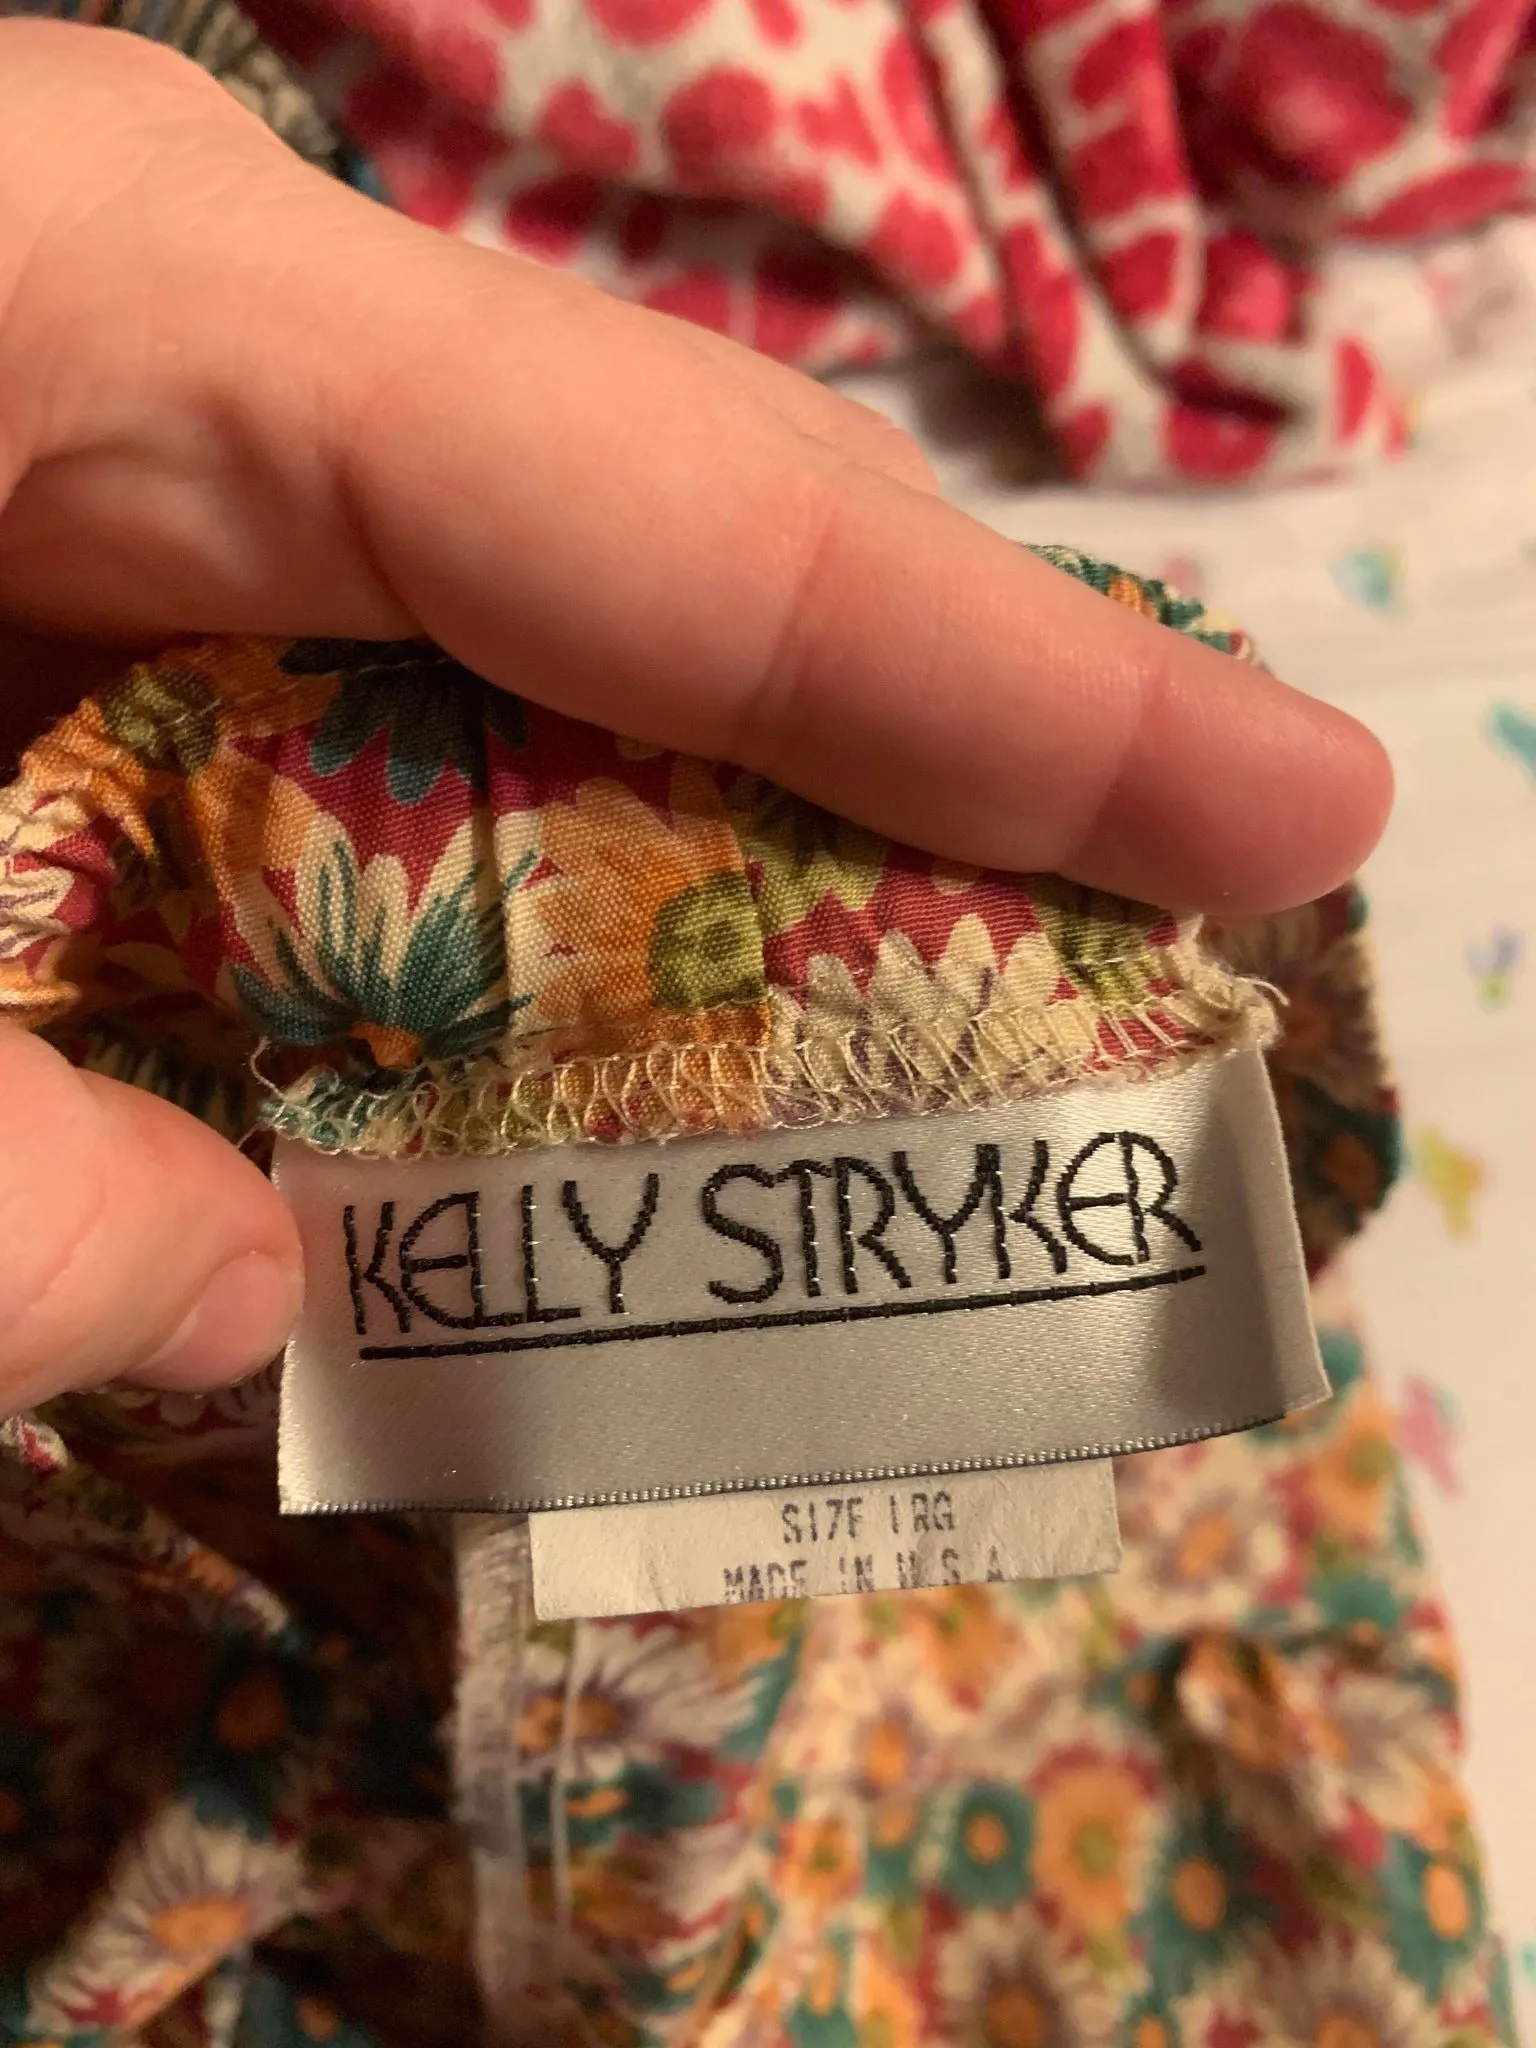 KELLY STRYKER
SIZE LRG
MADE IN U.S.A